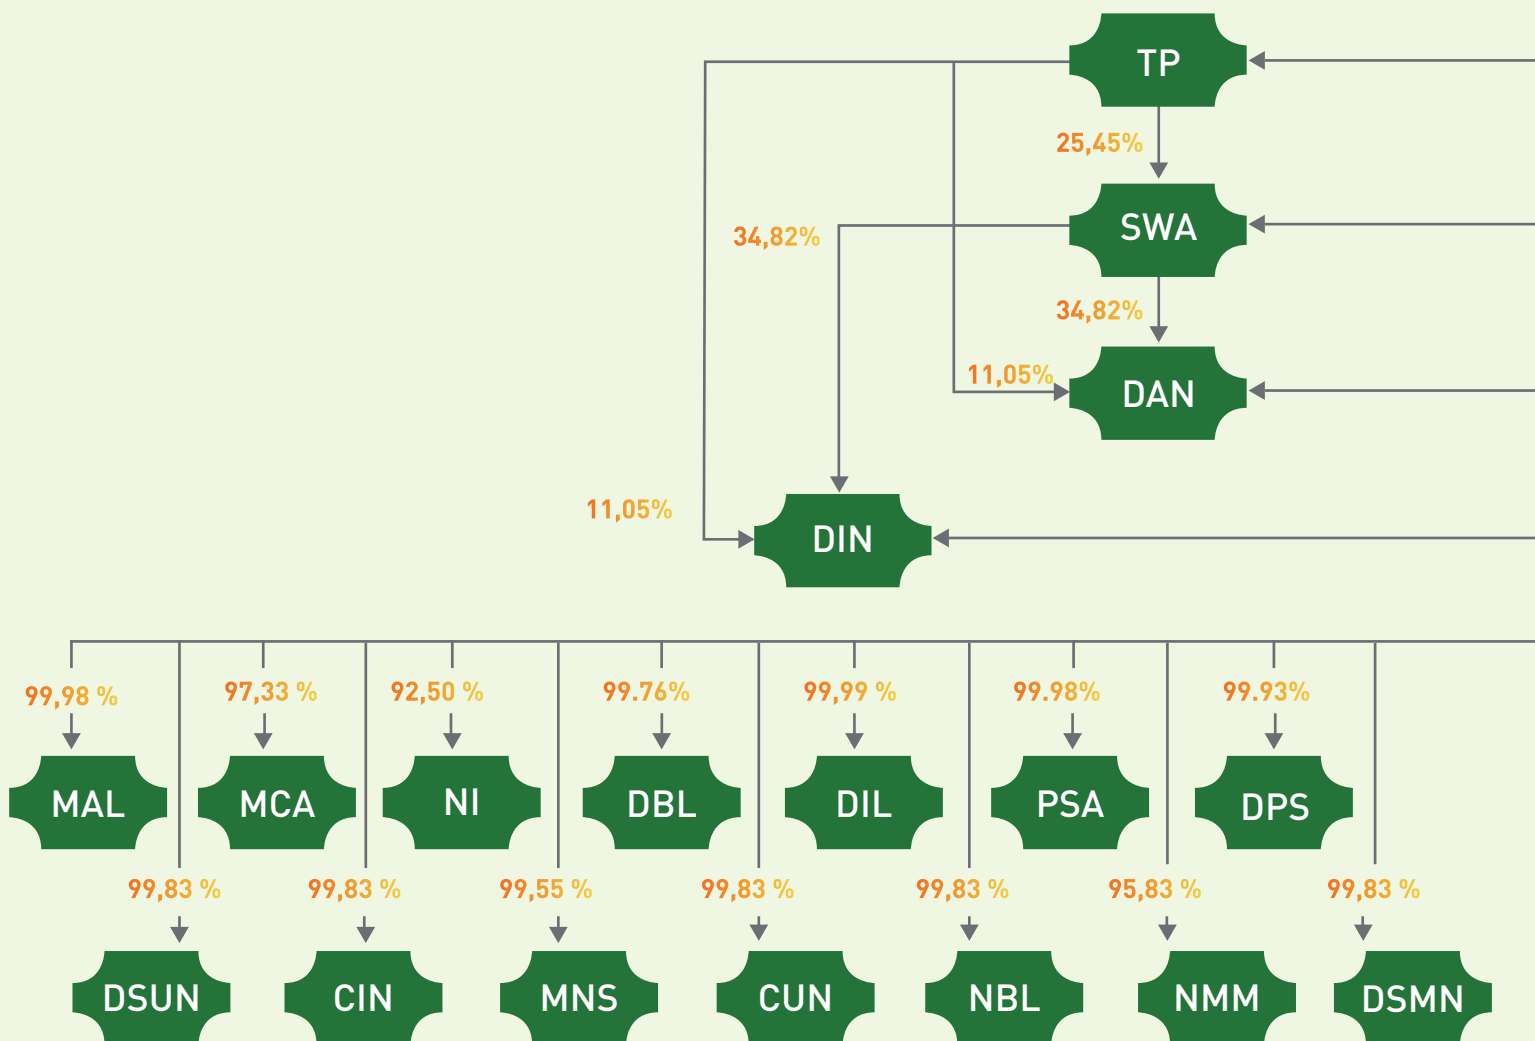 TP
25,45%
SWA
34,82%
34,82%
DAN
11,05%
11,05%
DIN
99,98 %
97,33 %
92,50 %
99.76%
99,99 %
99.98%
99.93%
MAL
MCA
NI
DBL
DIL
PSA
DPS
99,83 %
99,83 %
99,55 %
99,83 %
99,83 %
95,83 %
99,83 %
DSUN
CIN
MNS
CUN
NBL
NMM
DSMN